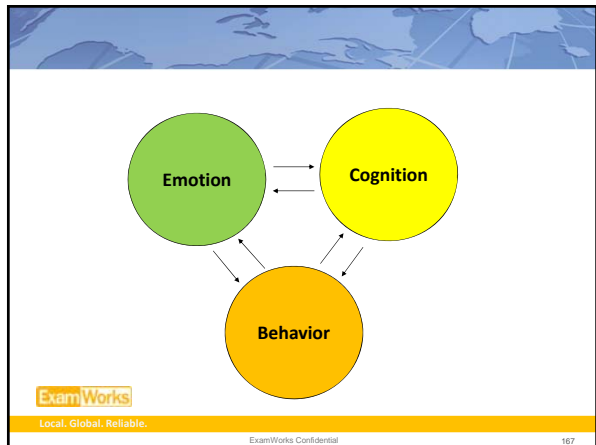 Emotion
Cognition
Behavior
ExamWorks
Local. Global. Reliable.
ExamWorks Confidential
167